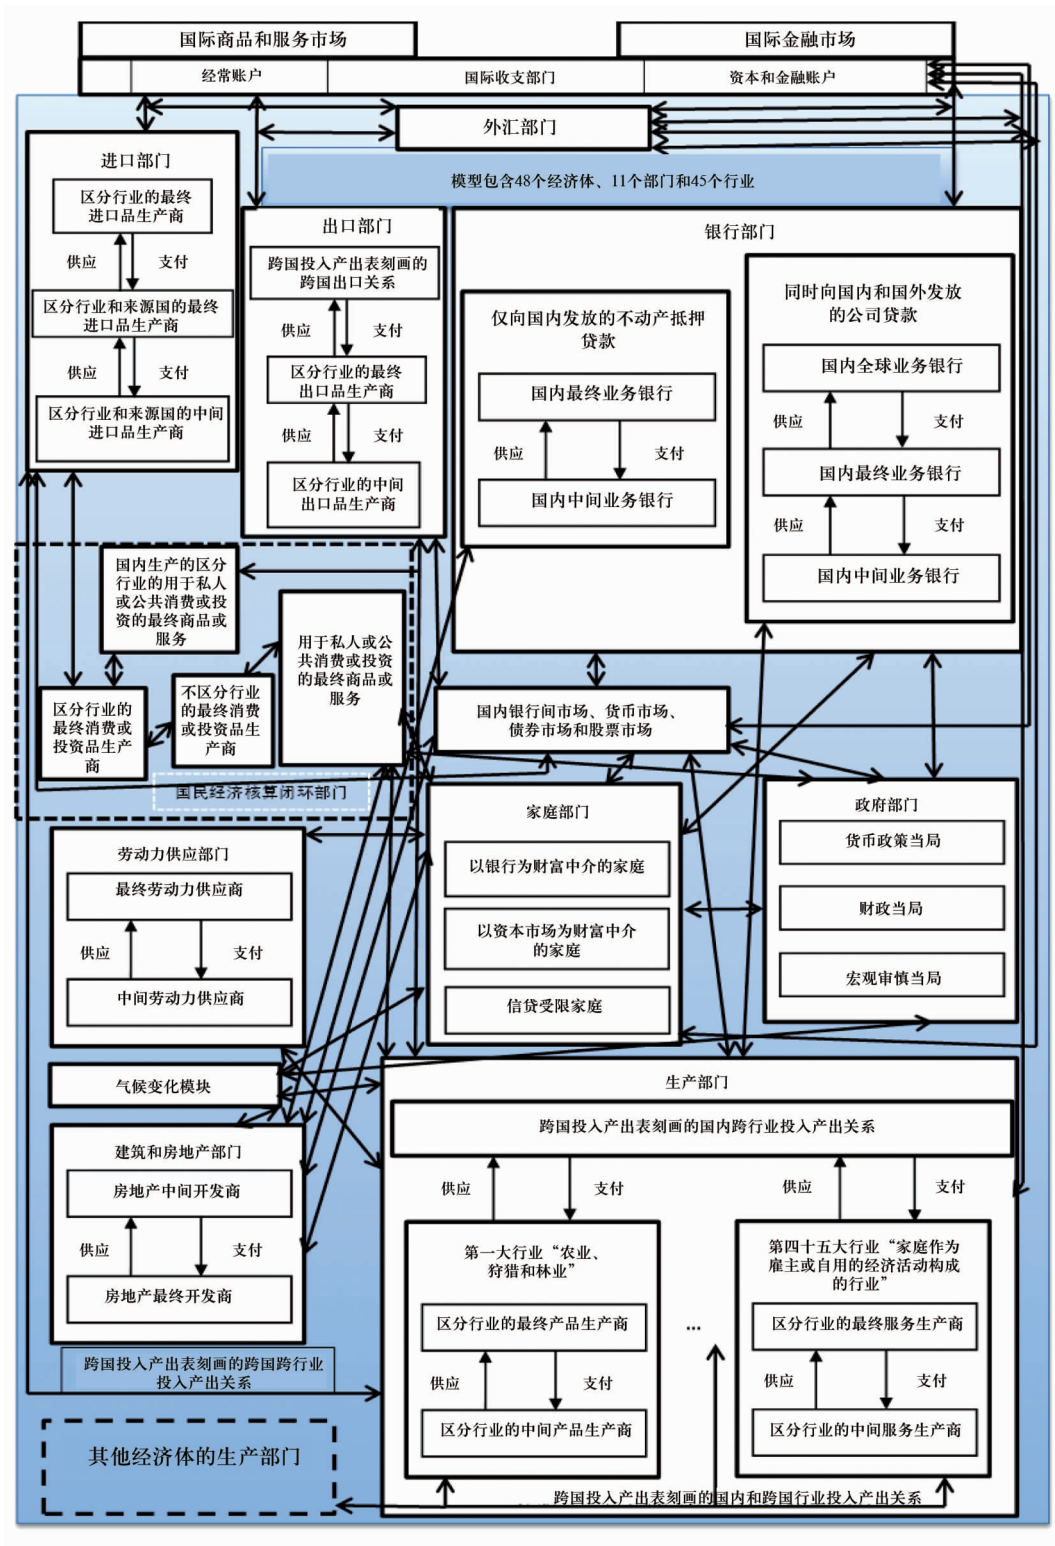 国际商品和服务市场
国际金融市场
经常账户
国际收支部门
资本和金融账户
外汇部门
模型包含48个经济体、11个部门和45个行业
进口部门
区分行业的最终
进口品生产商
供应
支付
区分行业和来源国的最终
进口品生产商
供应
支付
区分行业和来源国的中间
进口品生产商
出口部门
跨国投入产出表刻画的
跨国出口关系
供应
支付
区分行业的最终
出口品生产商
供应
支付
区分行业的中间
出口品生产商
银行部门
仅向国内发放的不动产抵押
贷款
国内最终业务银行
供应
支付
国内中间业务银行
同时向国内和国外发放
的公司贷款
国内全球业务银行
供应
支付
国内最终业务银行
供应
支付
国内中间业务银行
国内生产的区分
行业的用于私人
或公共消费或投
资的最终商品或
服务
用于私人或公
共消费或投资
的最终商品或
服务
区分行业的
最终消费或
投资品生产
商
不区分行业
的最终消费
或投资品生
产商
国民经济核算闭环部门
国内银行间市场、货币市场、
债券市场和股票市场
家庭部门
以银行为财富中介的家庭
以资本市场为财富中介
的家庭
信贷受限家庭
政府部门
货币政策当局
财政当局
宏观审慎当局
劳动力供应部门
最终劳动力供应商
供应
支付
中间劳动力供应商
气候变化模块
建筑和房地产部门
房地产中间开发商
供应
支付
房地产最终开发商
跨国投入产出表刻画的跨国跨行业
投入产出关系
其他经济体的生产部门
生产部门
跨国投入产出表刻画的国内跨行业投入产出关系
供应
支付
供应
支付
第一大行业“农业、
狩猎和林业”
区分行业的最终产品生产商
供应
支付
区分行业的中间产品生产商
...
第四十五大行业“家庭作为
雇主或自用的经济活动构成
的行业”
区分行业的最终服务生产商
供应
支付
区分行业的中间服务生产商
跨国投入产出表刻画的国内和跨国行业投入产出关系